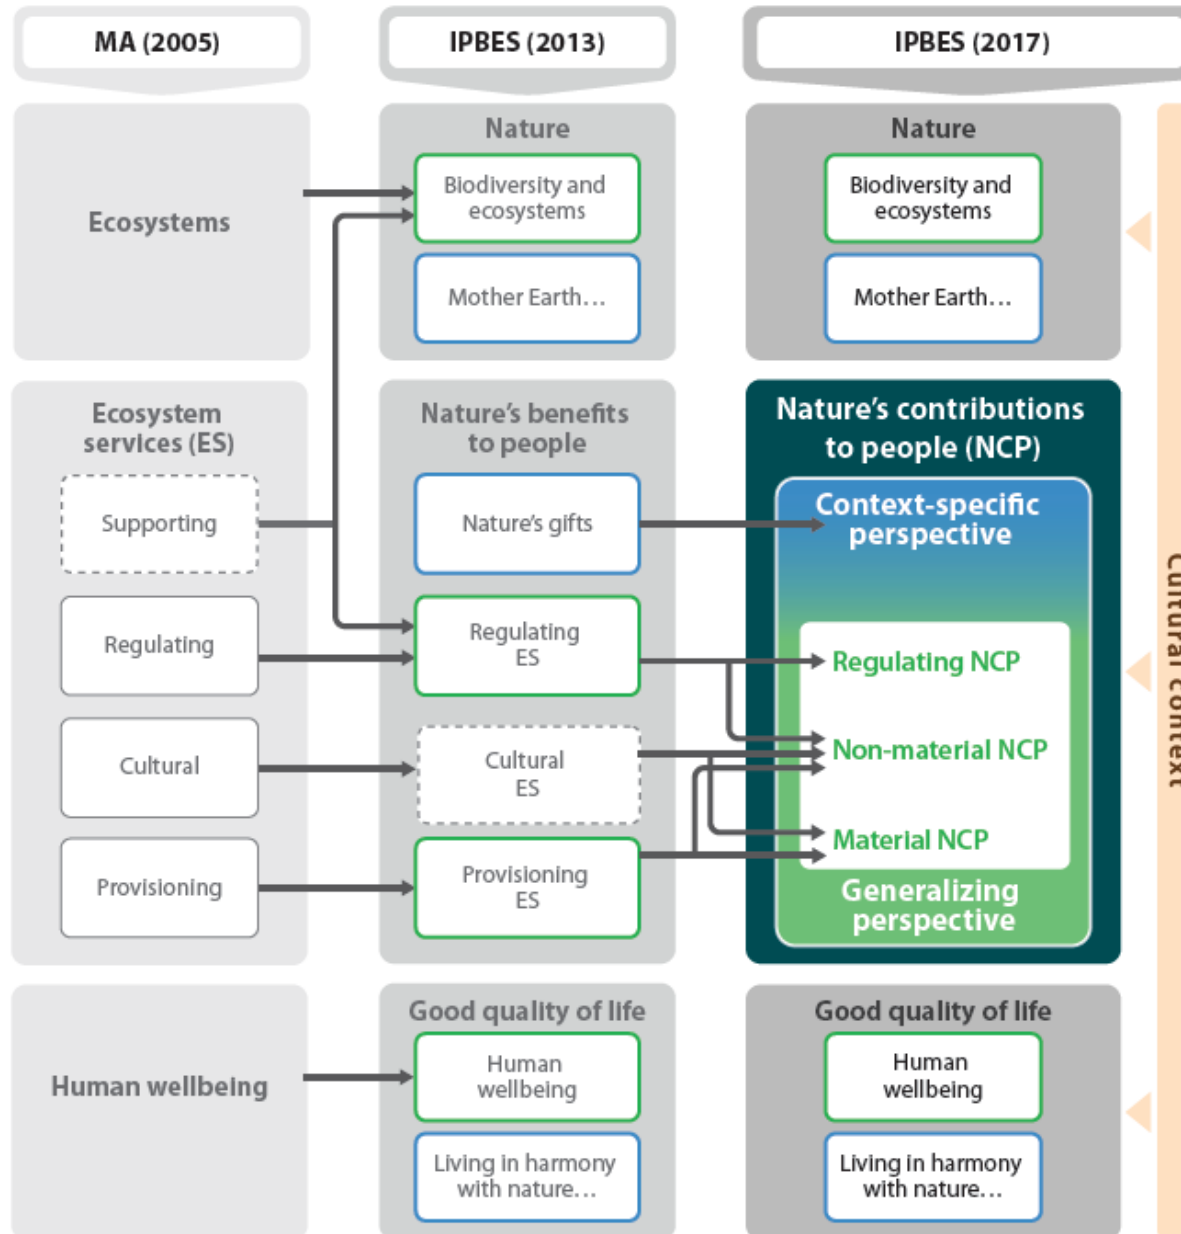 MA (2005)
IPBES (2013)
IPBES (2017)
Ecosystems
Nature
Biodiversity and
ecosystems
Mother Earth...
Nature
Biodiversity and
ecosystems
Mother Earth...
Ecosystem
services (ES)
Supporting
Regulating
Cultural
Provisioning
Nature's benefits
to people
Nature's gifts
Regulating
ES
Cultural
ES
Provisioning
ES
Nature's contributions
to people (NCP)
Context-specific
perspective
Regulating NCP
Non-material NCP
Material NCP
Generalizing
perspective
Human wellbeing
Good quality of life
Human
wellbeing
Living in harmony
with nature...
Good quality of life
Human
wellbeing
Living in harmony
with nature...
Cultural context